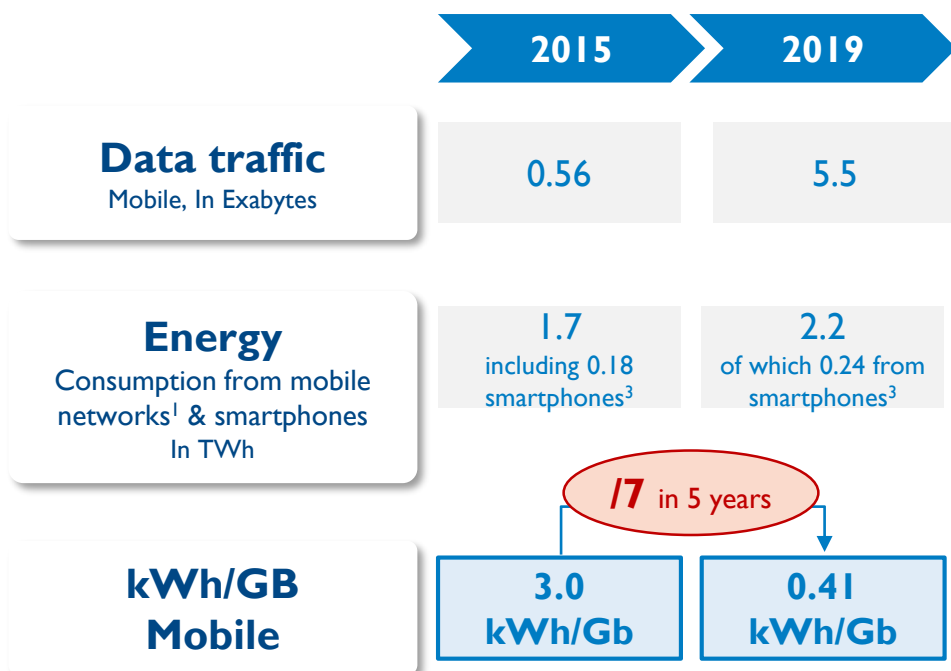 2015
2019
Data traffic
Mobile, In Exabytes
0.56
5.5
Energy
Consumption from mobile
networks¹ & smartphones
In TWh
1.7
including 0.18
smartphones³
2.2
of which 0.24 from
smartphones³
/7 in 5 years
kWh/GB
Mobile
3.0
kWh/Gb
0.41
kWh/Gb